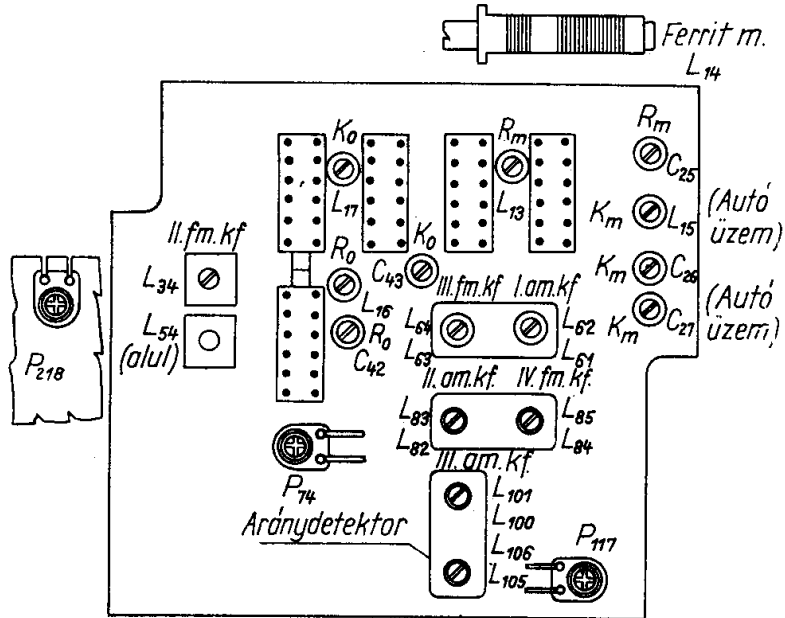 Ferrit m.
L14
Ko
Rm
Rm
C25
L17
L13
Km
L15
(Autó
üzem)
II.fm.kf
Ro
C43
Ko
Km
C26
L34
L16
III.fm.kf
I.am.kf
(Autó
üzem)
L54
(alul)
Ro
C42
L64
L63
L62
L61
Km
C27
P218
II.am.kf.
IV.fm.kf.
L83
L82
L85
L84
III.am.kf.
P74
L101
L100
Aránydetektor
L106
L105
P117